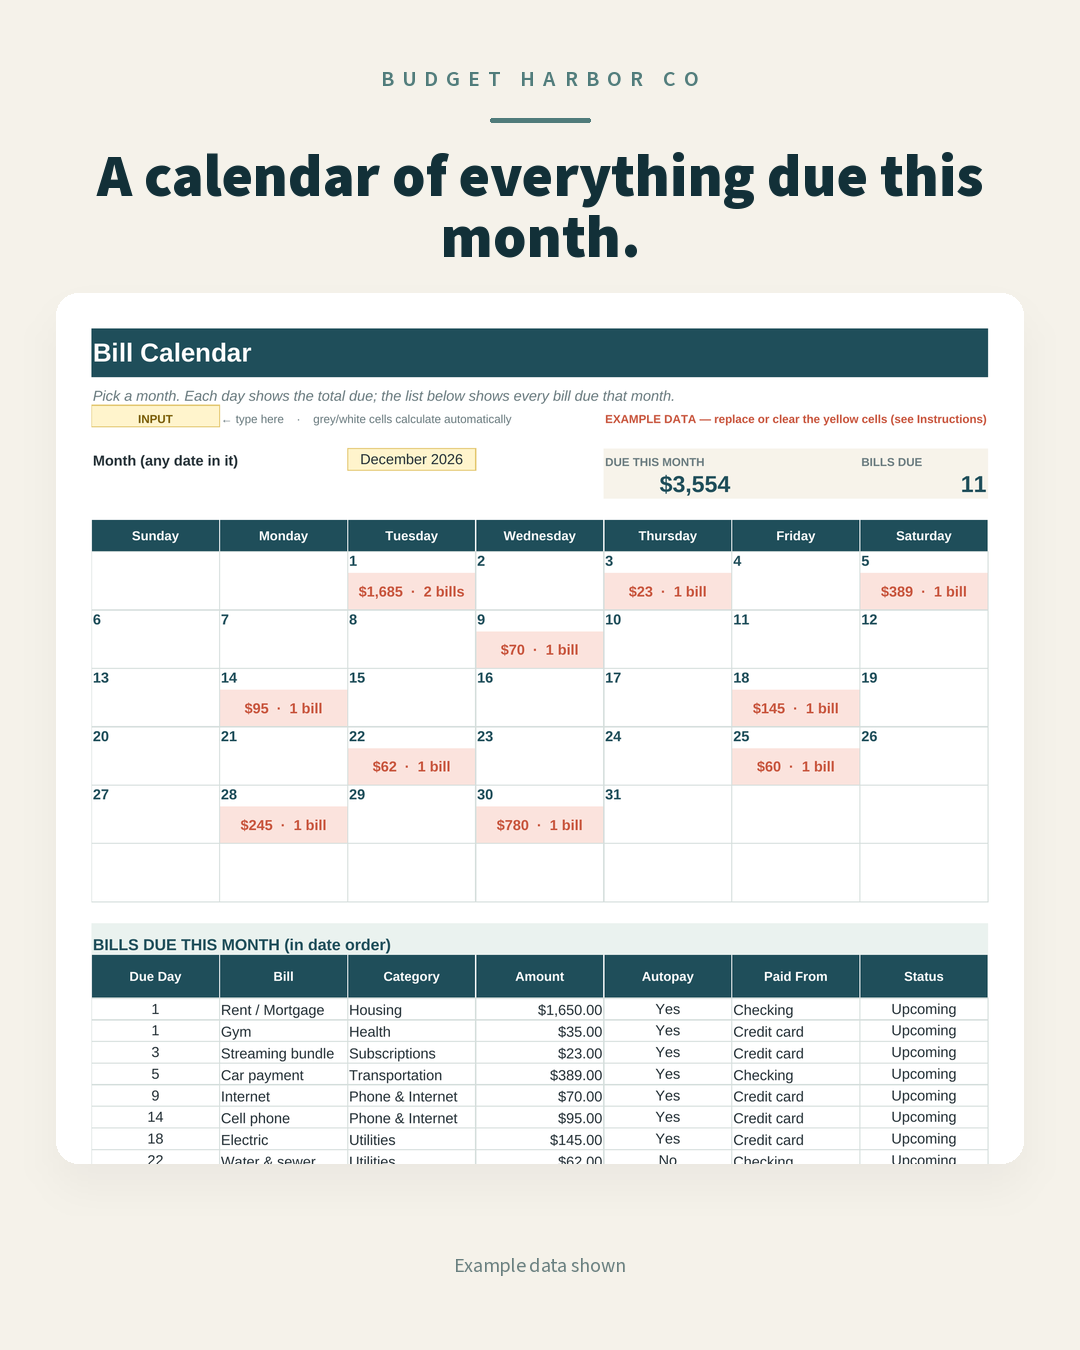 BUDGET HARBOR CO
A calendar of everything due this
month.
Bill Calendar
Pick a month. Each day shows the total due; the list below shows every bill due that month.
INPUT ← type here · grey/white cells calculate automatically EXAMPLE DATA — replace or clear the yellow cells (see Instructions)
Month (any date in it) December 2026 DUE THIS MONTH BILLS DUE
$3,554 11
Sunday Monday Tuesday Wednesday Thursday Friday Saturday
1 2 3 4 5
$1,685 · 2 bills $23 · 1 bill $389 · 1 bill
6 7 8 9 10 11 12
$70 · 1 bill
13 14 15 16 17 18 19
$95 · 1 bill $145 · 1 bill
20 21 22 23 24 25 26
$62 · 1 bill $60 · 1 bill
27 28 29 30 31
$245 · 1 bill $780 · 1 bill
BILLS DUE THIS MONTH (in date order)
Due Day Bill Category Amount Autopay Paid From Status
1 Rent / Mortgage Housing $1,650.00 Yes Checking Upcoming
1 Gym Health $35.00 Yes Credit card Upcoming
3 Streaming bundle Subscriptions $23.00 Yes Credit card Upcoming
5 Car payment Transportation $389.00 Yes Checking Upcoming
9 Internet Phone & Internet $70.00 Yes Credit card Upcoming
14 Cell phone Phone & Internet $95.00 Yes Credit card Upcoming
18 Electric Utilities $145.00 Yes Credit card Upcoming
22 Water & sewer Utilities $62.00 No Checking Upcoming
Example data shown